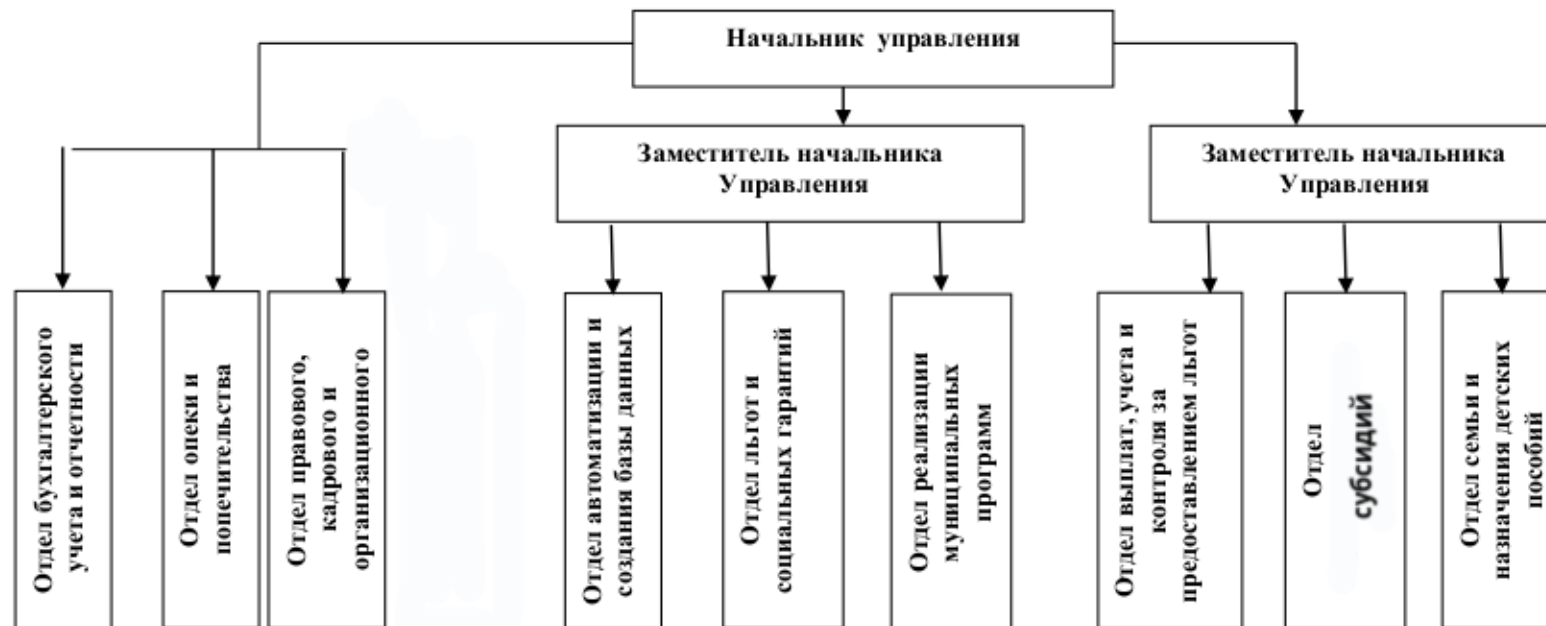 Начальник управления
Заместитель начальника
Управления
Заместитель начальника
Управления
Отдел бухгалтерского
учета и отчетности
Отдел опеки и
попечительства
Отдел правового,
кадрового и
организационного
Отдел автоматизации и
создания базы данных
Отдел льгот и
социальных гарантий
Отдел реализации
муниципальных
программ
Отдел выплат, учета и
контроля за
предоставлением льгот
Отдел
субсидий
Отдел семьи и
назначения детских
пособий